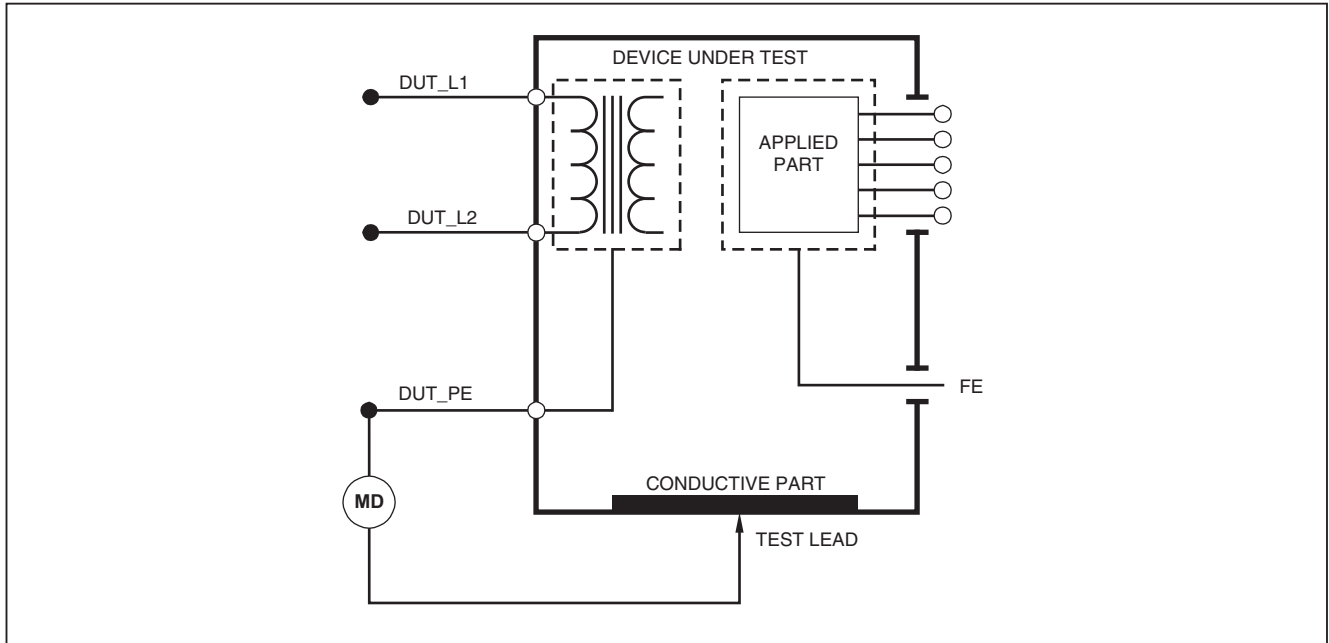 DEVICE UNDER TEST
DUT_L1
APPLIED
PART
DUT_L2
DUT_PE
FE
MD
CONDUCTIVE PART
TEST LEAD